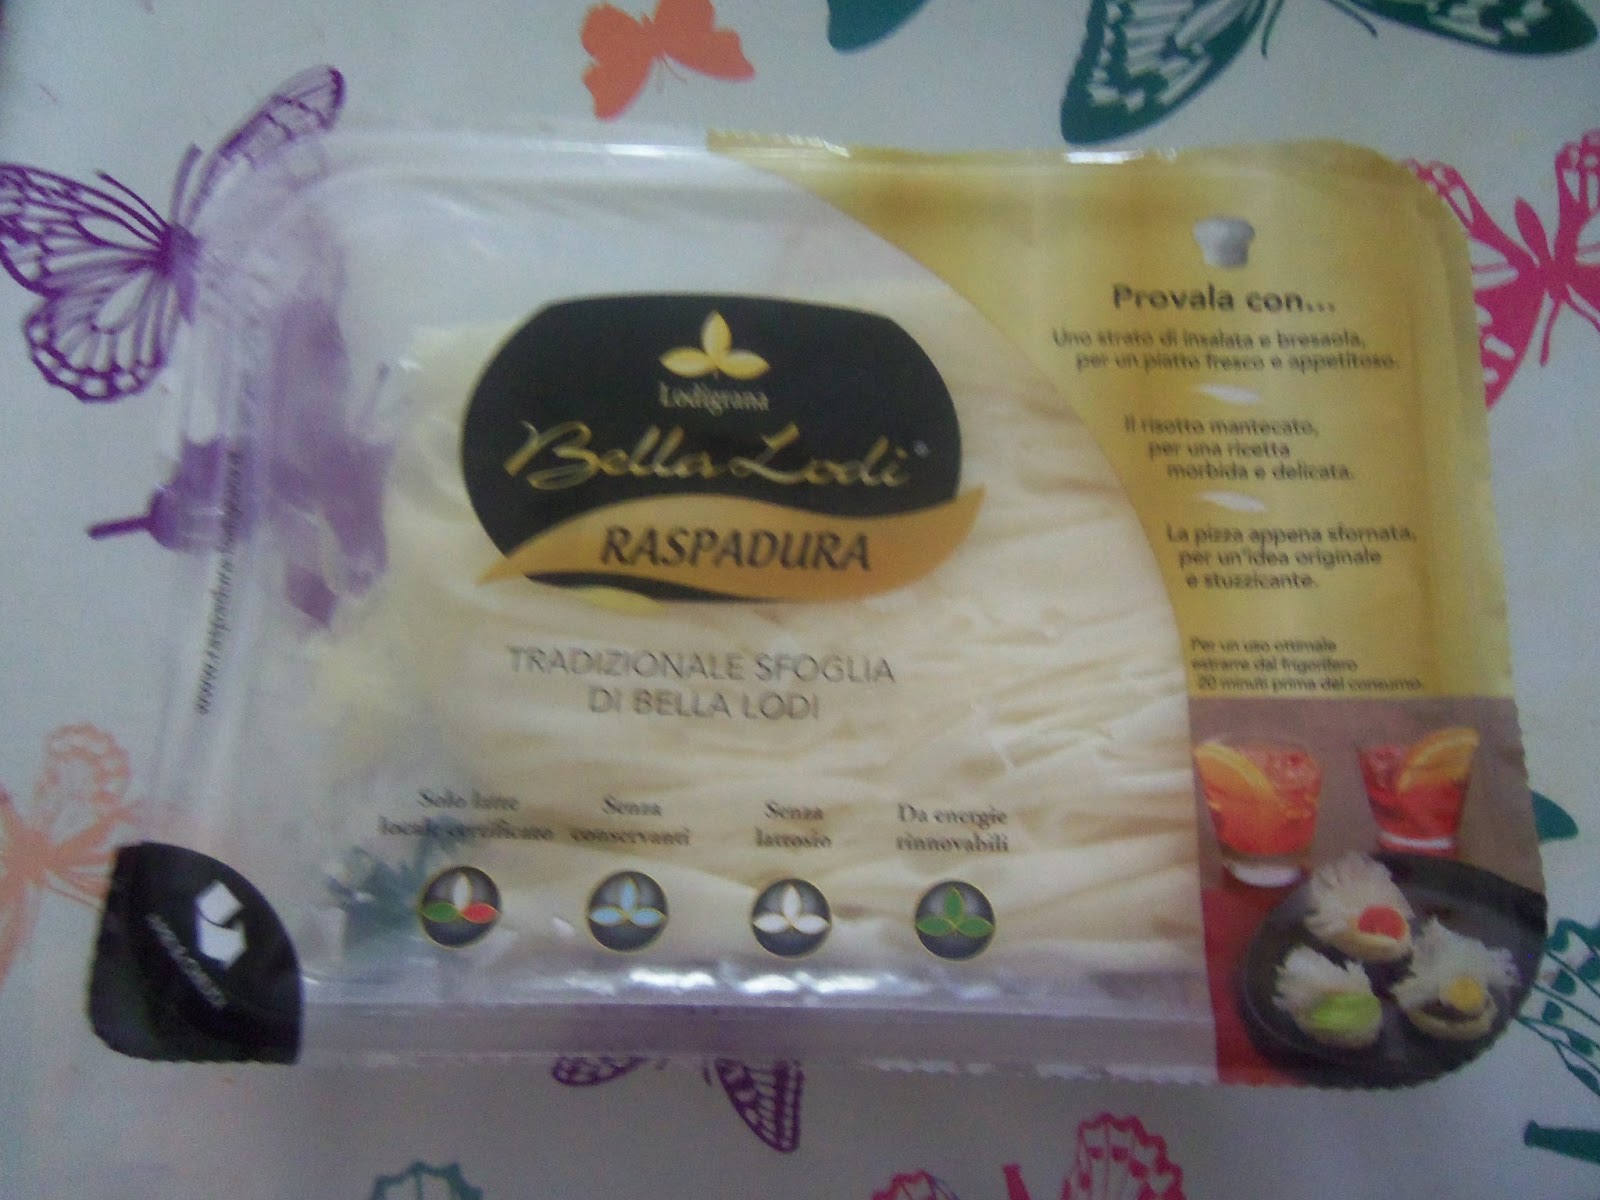 Lodigrana
Bella Lodi®
RASPADURA
TRADIZIONALE SFOGLIA
DI BELLA LODI
Solo latte
locale certificato
Senza
conservanti
Senza
lattosio
Da energie
rinnovabili
Provala con...
Uno strato di insalata e bresaola,
per un piatto fresco e appetitoso.
Il risotto mantecato,
per una ricetta
morbida e delicata.
La pizza appena sfornata,
per un'idea originale
e stuzzicante.
Per un uso ottimale
estrarre dal frigorifero
20 minuti prima del consumo.